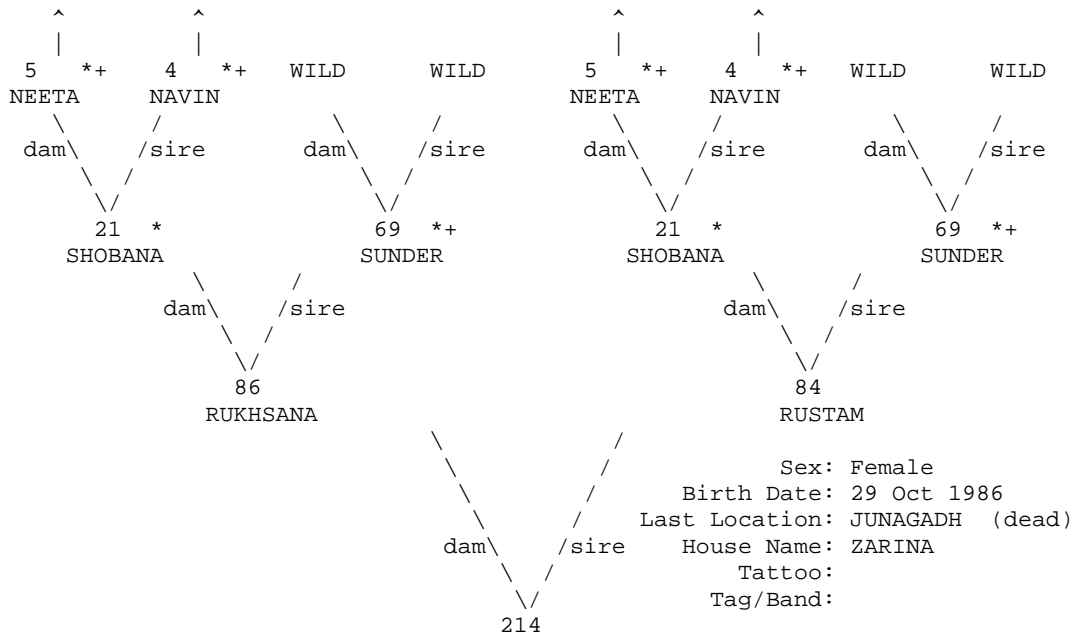 ^ ^ ^ ^
| | | |
5 *+ 4 *+ WILD WILD 5 *+ 4 *+ WILD WILD
NEETA NAVIN NEETA NAVIN
\ / \ / \ / \ /
dam\ /sire dam\ /sire dam\ /sire dam\ /sire
\ / \ / \ / \ /
\/ \/ \/ \/
21 * 69 *+ 21 * 69 *+
SHOBANA SUNDER SHOBANA SUNDER
\ / \ /
dam\ /sire dam\ /sire
\ / \ /
\/ \/
86 84
RUKHSANA RUSTAM
\ /
\ / Sex: Female
\ / Birth Date: 29 Oct 1986
\ / Last Location: JUNAGADH (dead)
dam\ /sire House Name: ZARINA
\ / Tattoo:
\/ Tag/Band:
214